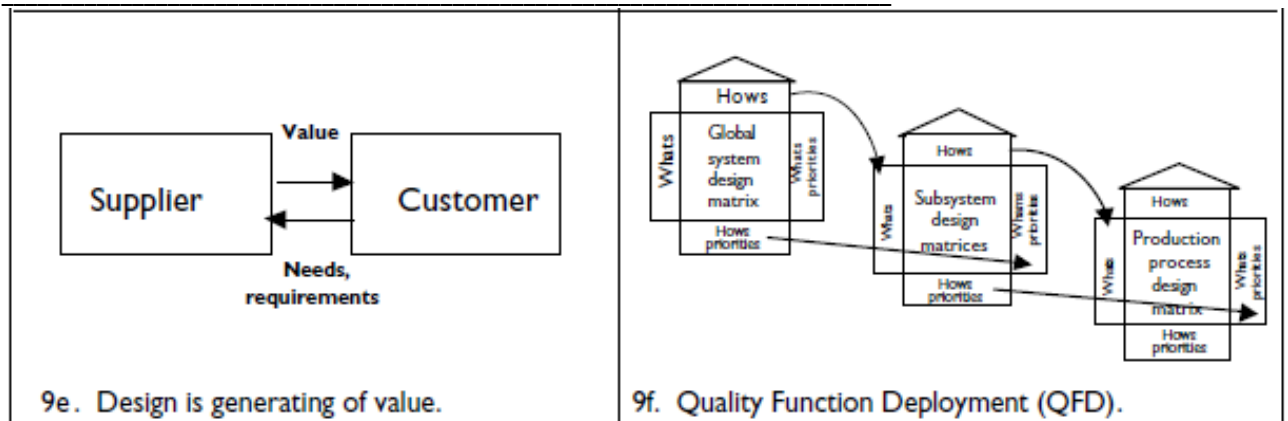 Value
Supplier
Customer
Needs,
requirements
9e. Design is generating of value.
Hows
Whats
Global
system
design
matrix
Whats
priorities
Hows
priorities
Hows
Whats
Subsystem
design
matrices
priorities
Hows
priorities
Hows
Whats
Production
process
design
matrix
Whats
priorities
Hows
priorities
9f. Quality Function Deployment (QFD).